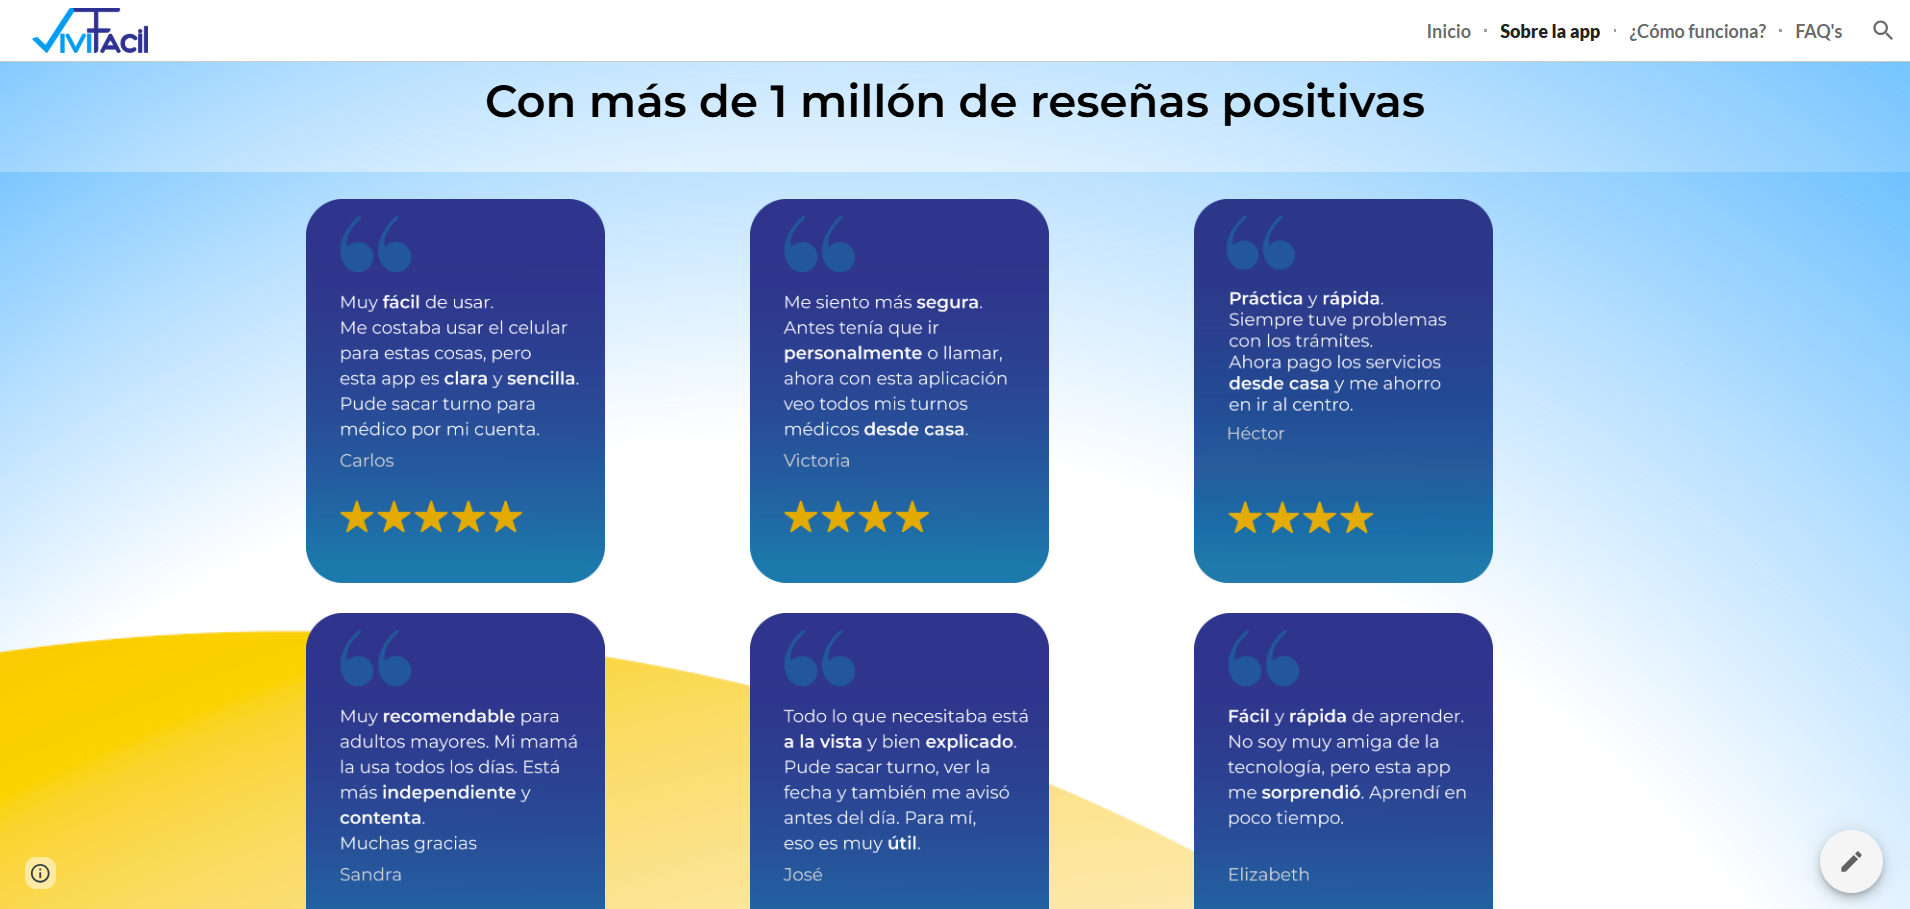 ViviFácil
Inicio · Sobre la app · ¿Cómo funciona? · FAQ's
Con más de 1 millón de reseñas positivas
Muy fácil de usar.
Me costaba usar el celular
para estas cosas, pero
esta app es clara y sencilla.
Pude sacar turno para
médico por mi cuenta.
Carlos
Me siento más segura.
Antes tenía que ir
personalmente o llamar,
ahora con esta aplicación
veo todos mis turnos
médicos desde casa.
Victoria
Práctica y rápida.
Siempre tuve problemas
con los trámites.
Ahora pago los servicios
desde casa y me ahorro
en ir al centro.
Héctor
Muy recomendable para
adultos mayores. Mi mamá
la usa todos los días. Está
más independiente y
contenta.
Muchas gracias
Sandra
Todo lo que necesitaba está
a la vista y bien explicado.
Pude sacar turno, ver la
fecha y también me avisó
antes del día. Para mí,
eso es muy útil.
José
Fácil y rápida de aprender.
No soy muy amiga de la
tecnología, pero esta app
me sorprendió. Aprendí en
poco tiempo.
Elizabeth